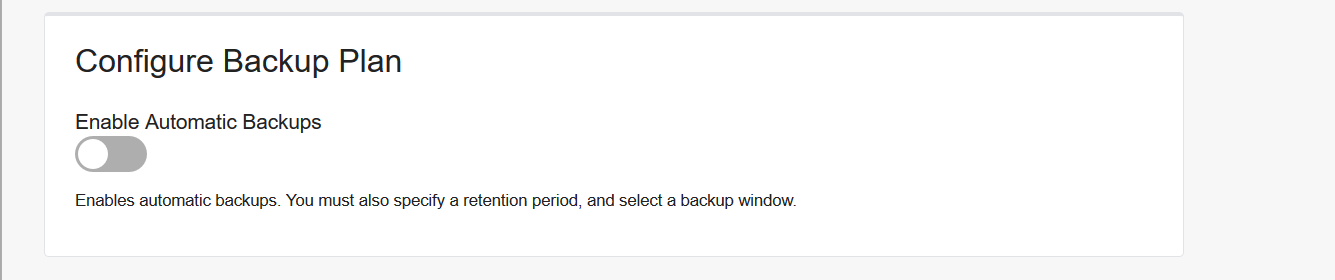 Configure Backup Plan
Enable Automatic Backups
Enables automatic backups. You must also specify a retention period, and select a backup window.